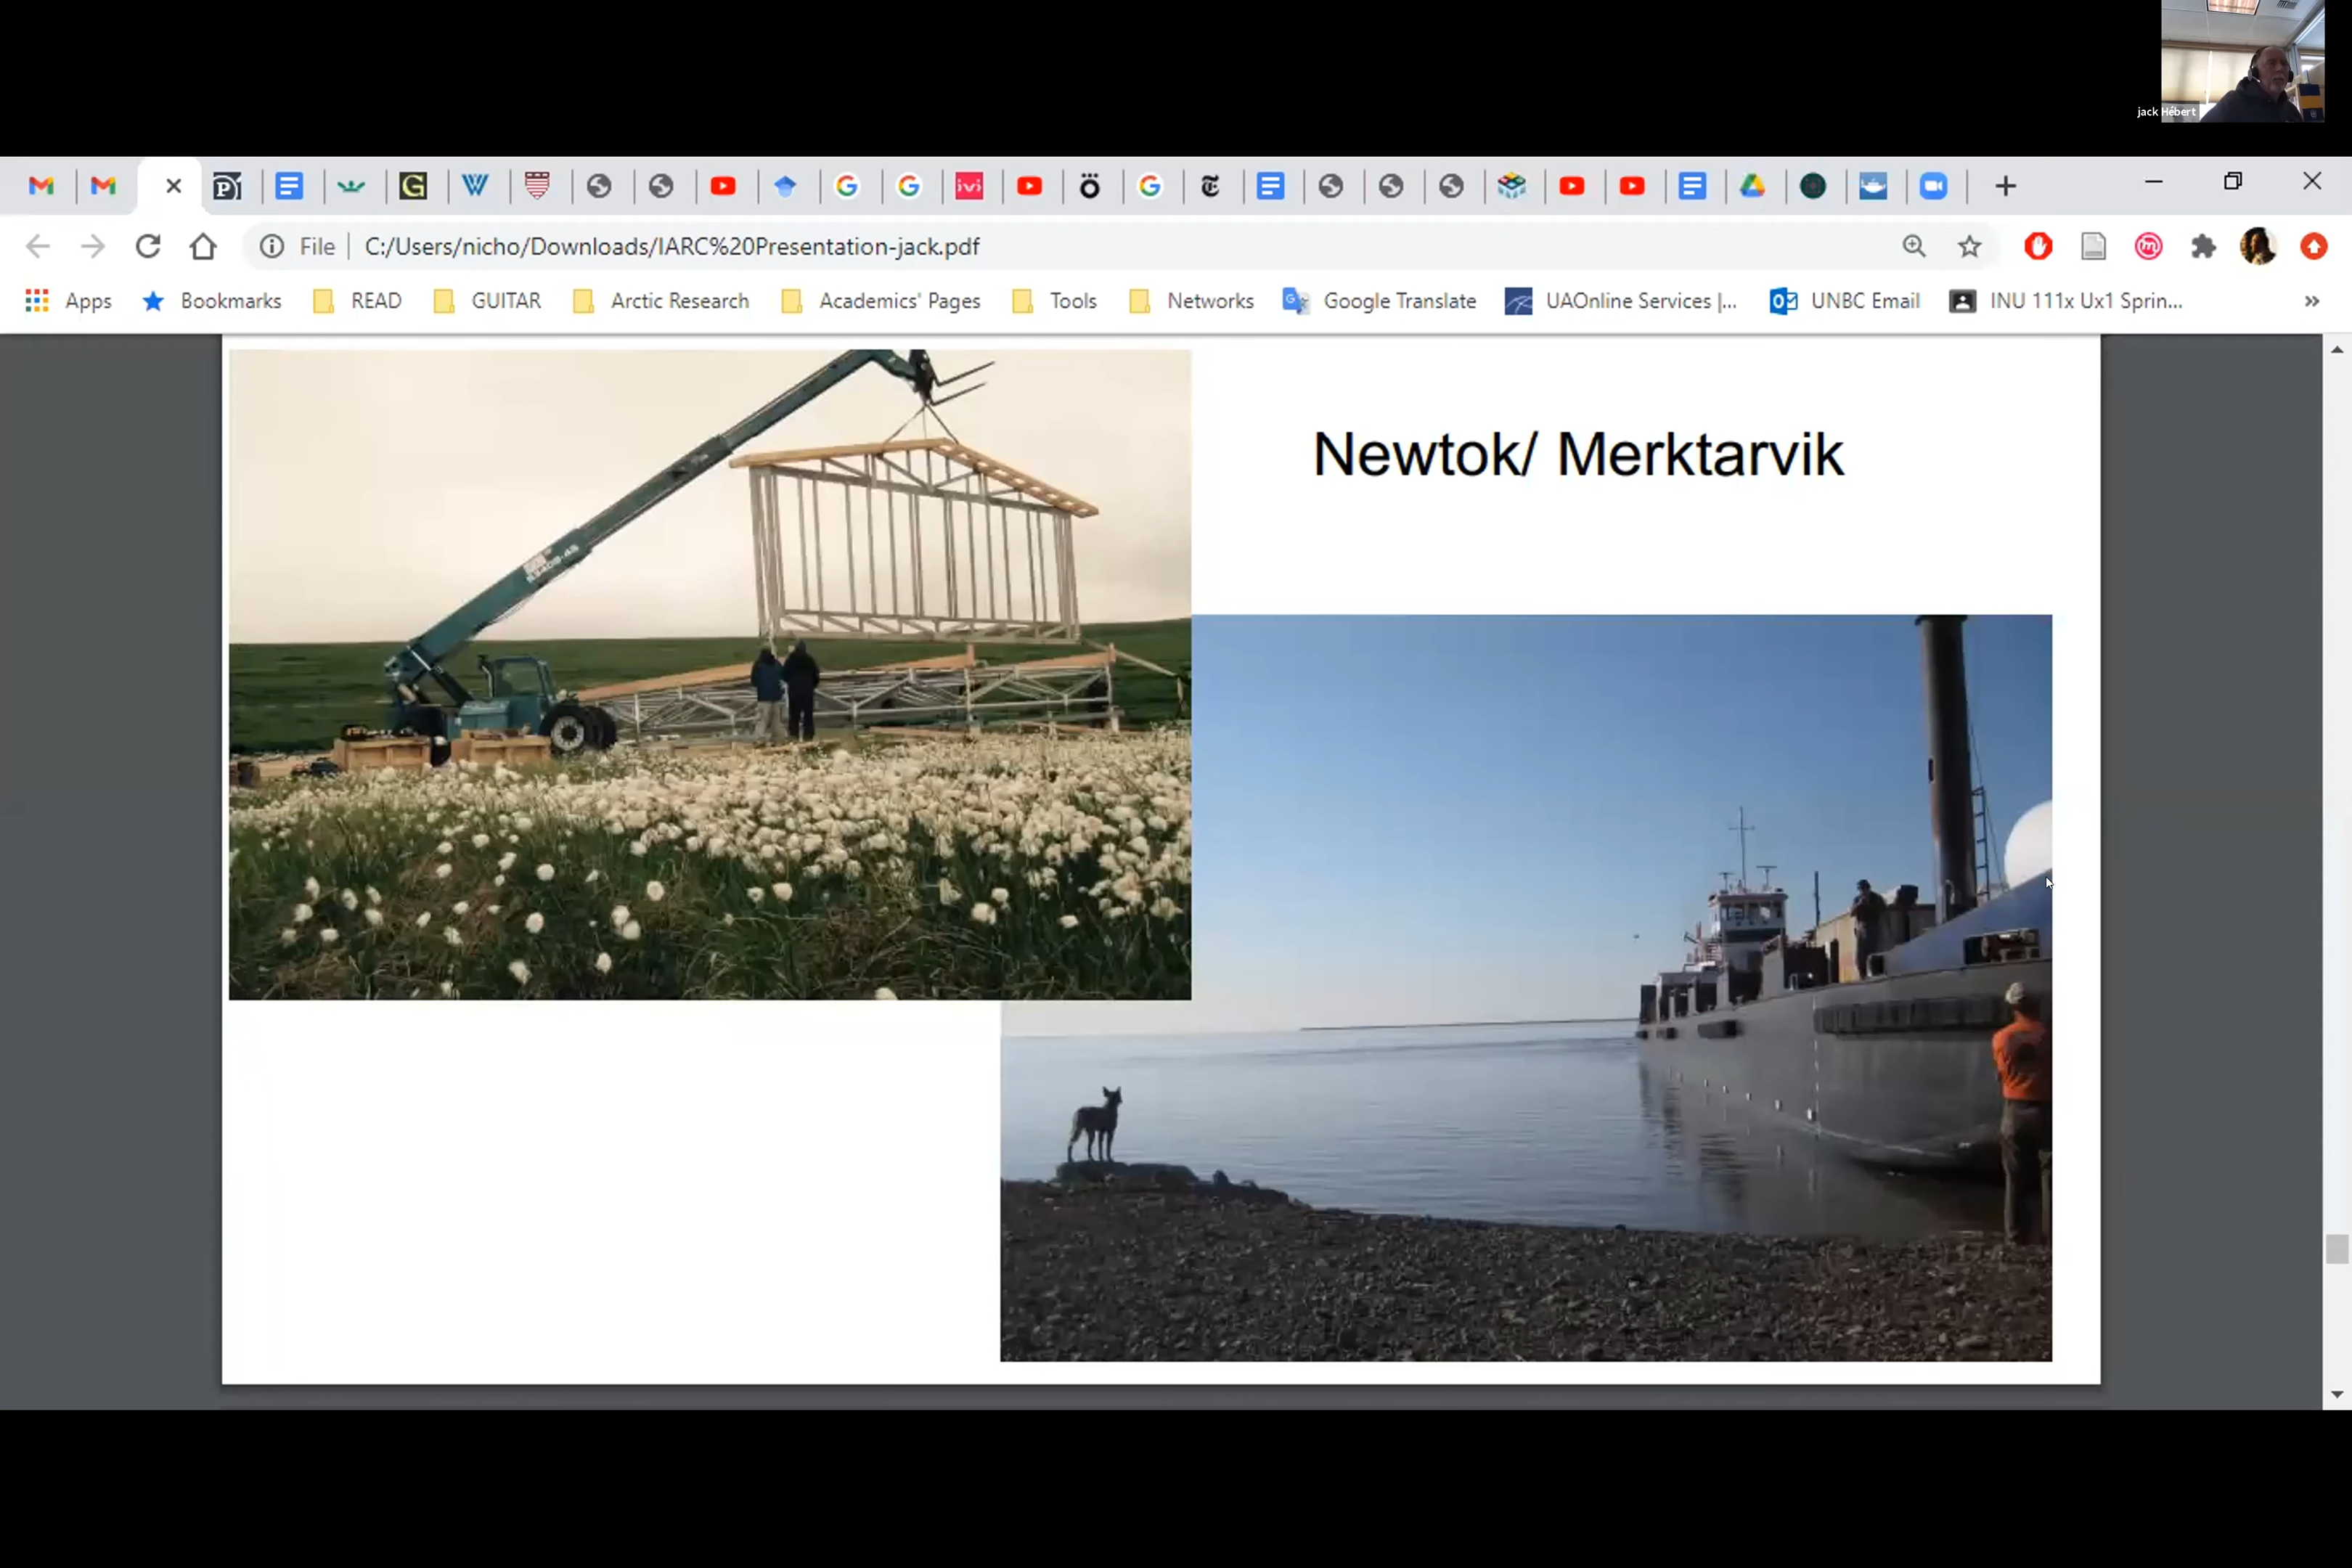 jack Hébert
File C:/Users/nicho/Downloads/IARC%20Presentation-jack.pdf
Apps Bookmarks READ GUITAR Arctic Research Academics' Pages Tools Networks Google Translate UAOnline Services |... UNBC Email INU 111x Ux1 Sprin... »
Newtok/ Merktarvik